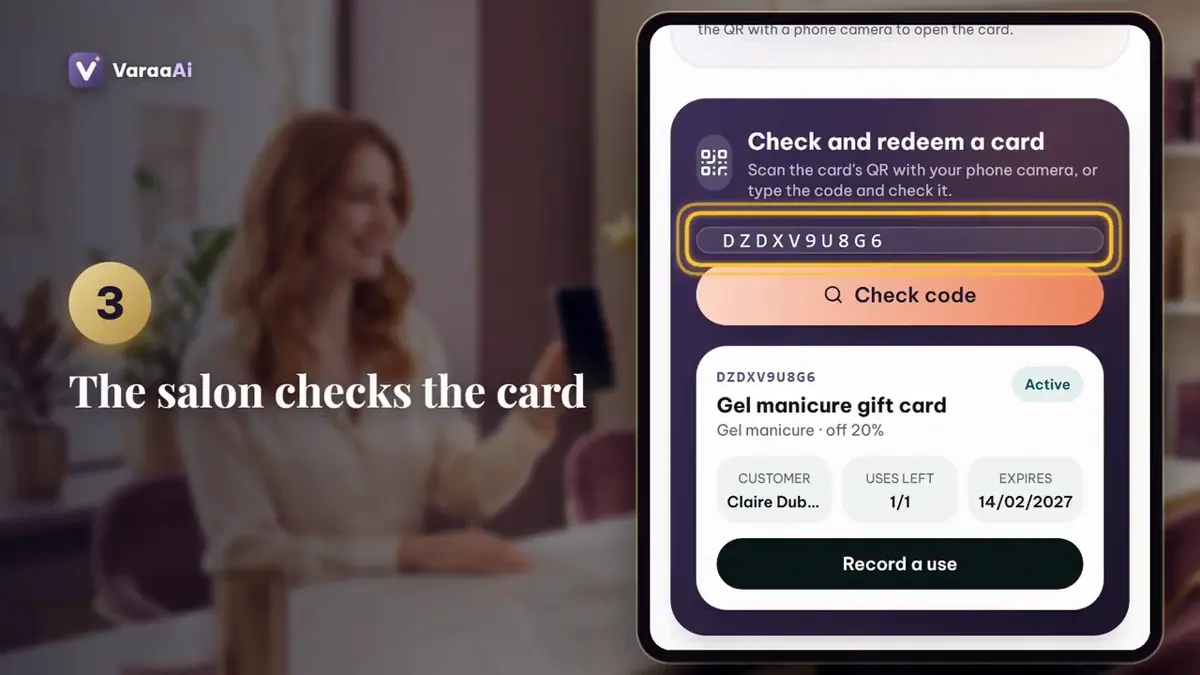 VaraaAi
3
The salon checks the card
the QR with a phone camera to open the card.
Check and redeem a card
Scan the card's QR with your phone camera, or
type the code and check it.
DZDXV9U8G6
Check code
DZDXV9U8G6
Active
Gel manicure gift card
Gel manicure · off 20%
CUSTOMER
Claire Dub...
USES LEFT
1/1
EXPIRES
14/02/2027
Record a use